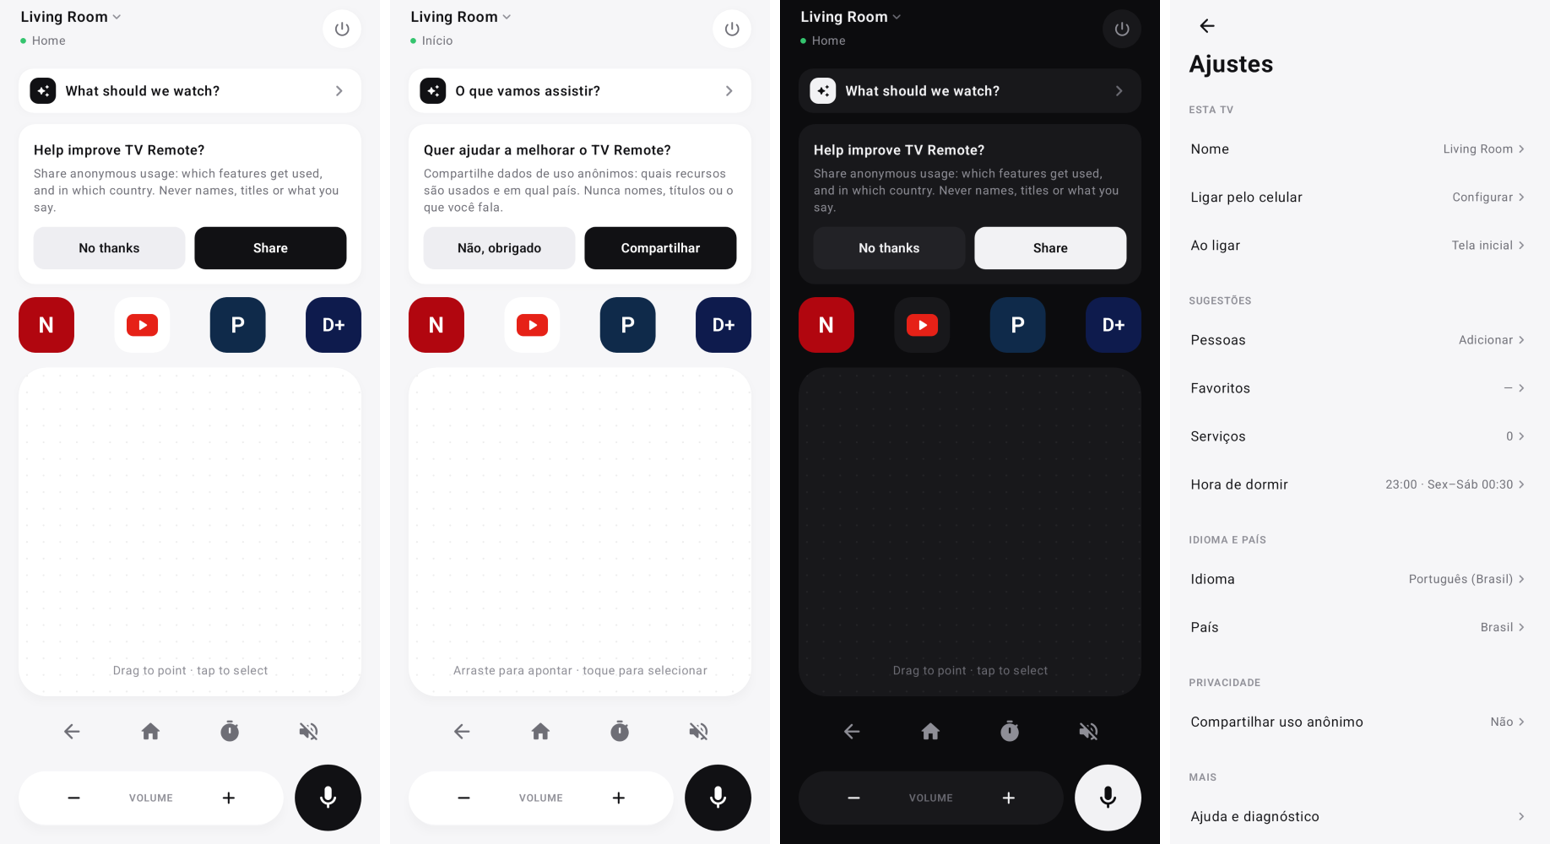 Living Room
Home
What should we watch?
Help improve TV Remote?
Share anonymous usage: which features get used,
and in which country. Never names, titles or what you
say.
No thanks
Share
N
P
D+
Drag to point · tap to select
VOLUME
Living Room
Início
O que vamos assistir?
Quer ajudar a melhorar o TV Remote?
Compartilhe dados de uso anônimos: quais recursos
são usados e em qual país. Nunca nomes, títulos ou o
que você fala.
Não, obrigado
Compartilhar
N
P
D+
Arraste para apontar · toque para selecionar
VOLUME
Living Room
Home
What should we watch?
Help improve TV Remote?
Share anonymous usage: which features get used,
and in which country. Never names, titles or what you
say.
No thanks
Share
N
P
D+
Drag to point · tap to select
VOLUME
Ajustes
ESTA TV
Nome Living Room
Ligar pelo celular Configurar
Ao ligar Tela inicial
SUGESTÕES
Pessoas Adicionar
Favoritos –
Serviços 0
Hora de dormir 23:00 · Sex–Sáb 00:30
IDIOMA E PAÍS
Idioma Português (Brasil)
País Brasil
PRIVACIDADE
Compartilhar uso anônimo Não
MAIS
Ajuda e diagnóstico